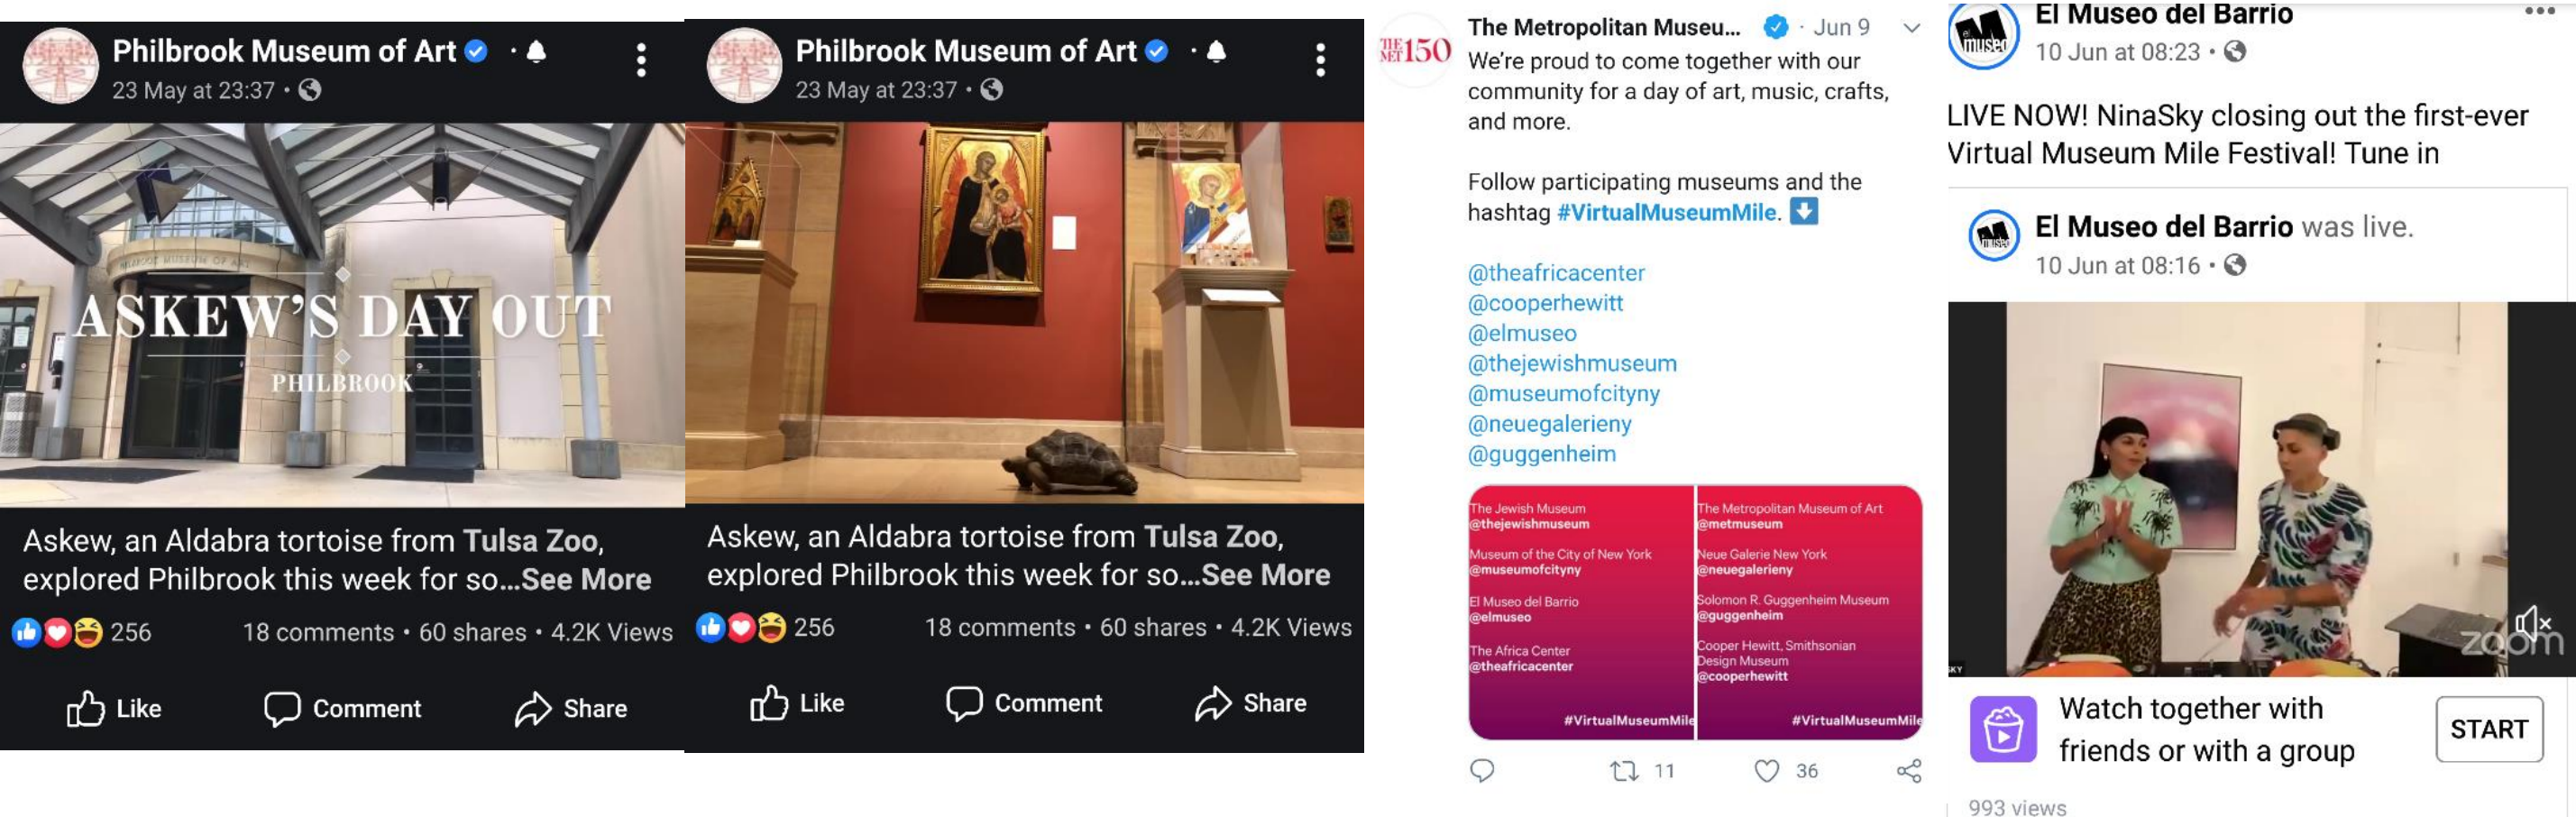 Philbrook Museum of Art
23 May at 23:37
PHILBROOK MUSEUM OF ART
ASKEW'S DAY OUT
PHILBROOK
Askew, an Aldabra tortoise from Tulsa Zoo,
explored Philbrook this week for so...See More
256
18 comments • 60 shares • 4.2K Views
Like
Comment
Share
Philbrook Museum of Art
23 May at 23:37
Askew, an Aldabra tortoise from Tulsa Zoo,
explored Philbrook this week for so...See More
256
18 comments • 60 shares • 4.2K Views
Like
Comment
Share
THE MET 150
The Metropolitan Museu... · Jun 9
We're proud to come together with our
community for a day of art, music, crafts,
and more.
Follow participating museums and the
hashtag #VirtualMuseumMile.
@theafricacenter
@cooperhewitt
@elmuseo
@thejewishmuseum
@museumofcityny
@neuegalerieny
@guggenheim
The Jewish Museum
@thejewishmuseum
Museum of the City of New York
@museumofcityny
El Museo del Barrio
@elmuseo
The Africa Center
@theafricacenter
#VirtualMuseumMile
The Metropolitan Museum of Art
@metmuseum
Neue Galerie New York
@neuegalerieny
Solomon R. Guggenheim Museum
@guggenheim
Cooper Hewitt, Smithsonian
Design Museum
@cooperhewitt
#VirtualMuseumMile
11
36
el museo
El Museo del Barrio
10 Jun at 08:23
LIVE NOW! NinaSky closing out the first-ever
Virtual Museum Mile Festival! Tune in
el museo
El Museo del Barrio was live.
10 Jun at 08:16
zoom
SKY
Watch together with
friends or with a group
START
993 views